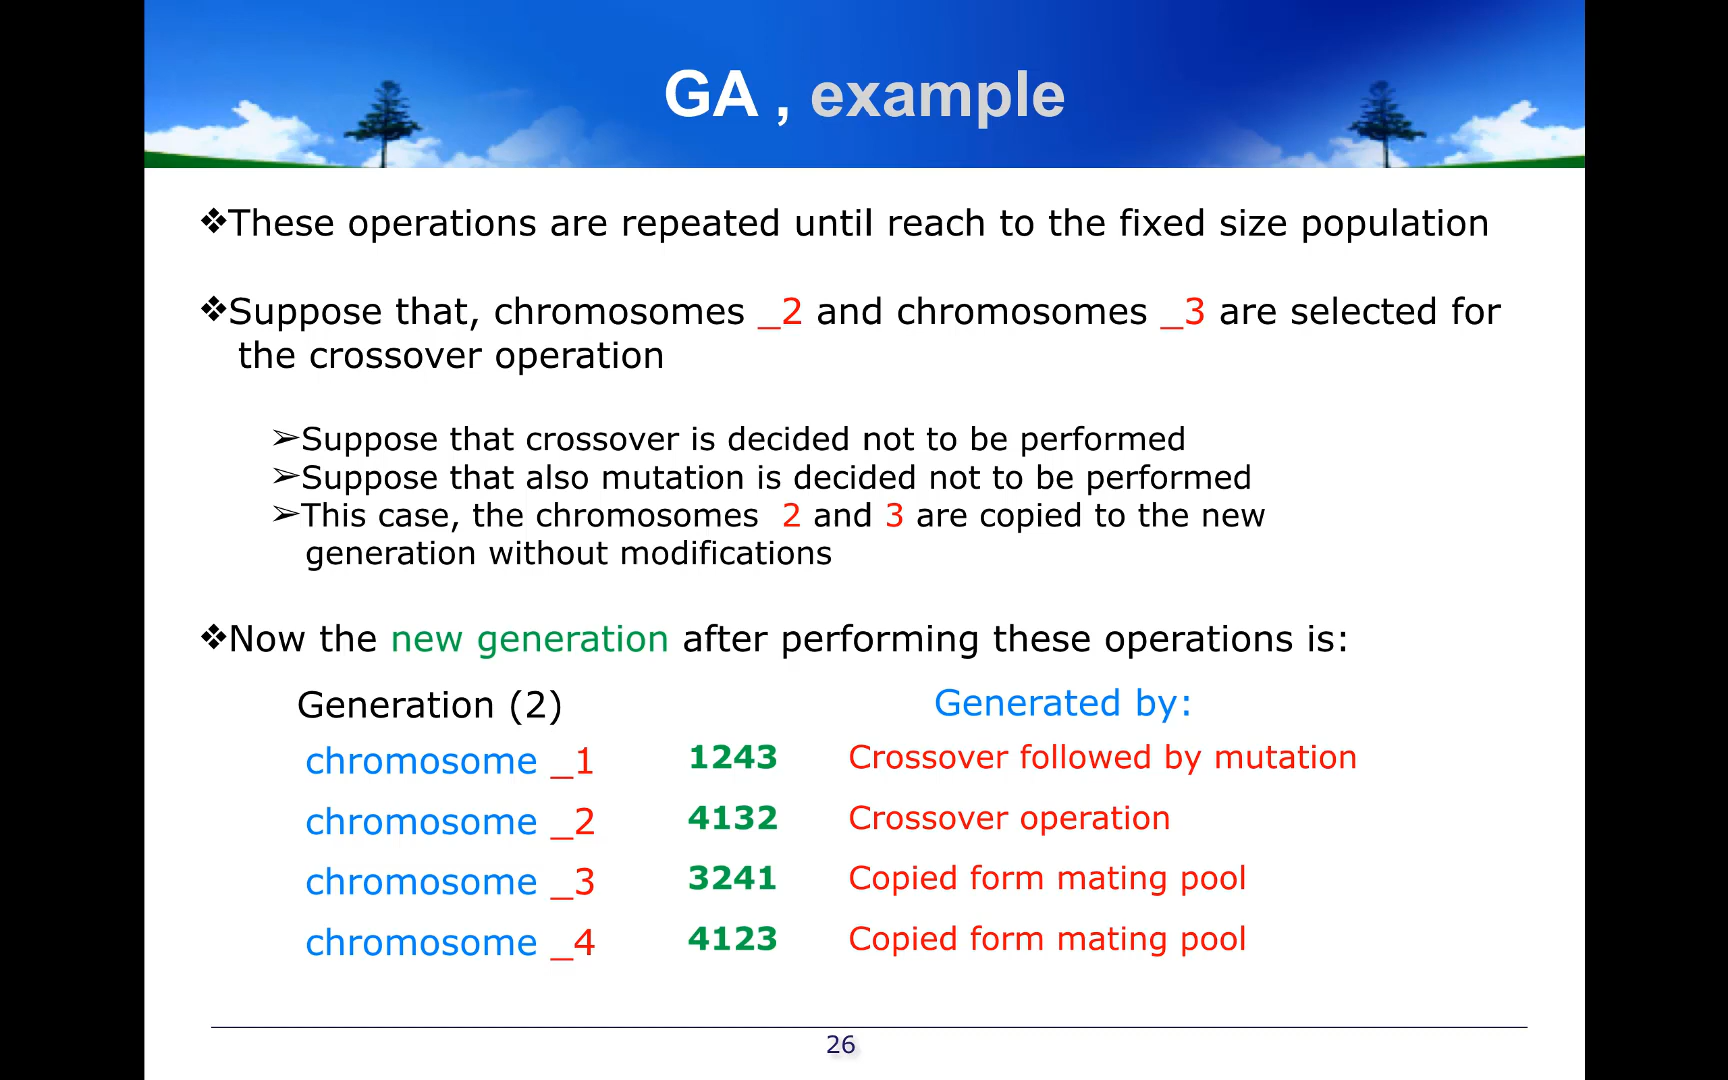 GA , example
❖These operations are repeated until reach to the fixed size population
❖Suppose that, chromosomes _2 and chromosomes _3 are selected for
the crossover operation
➢Suppose that crossover is decided not to be performed
➢Suppose that also mutation is decided not to be performed
➢This case, the chromosomes 2 and 3 are copied to the new
generation without modifications
❖Now the new generation after performing these operations is:
Generation (2) Generated by:
chromosome _1 1243 Crossover followed by mutation
chromosome _2 4132 Crossover operation
chromosome _3 3241 Copied form mating pool
chromosome _4 4123 Copied form mating pool
26